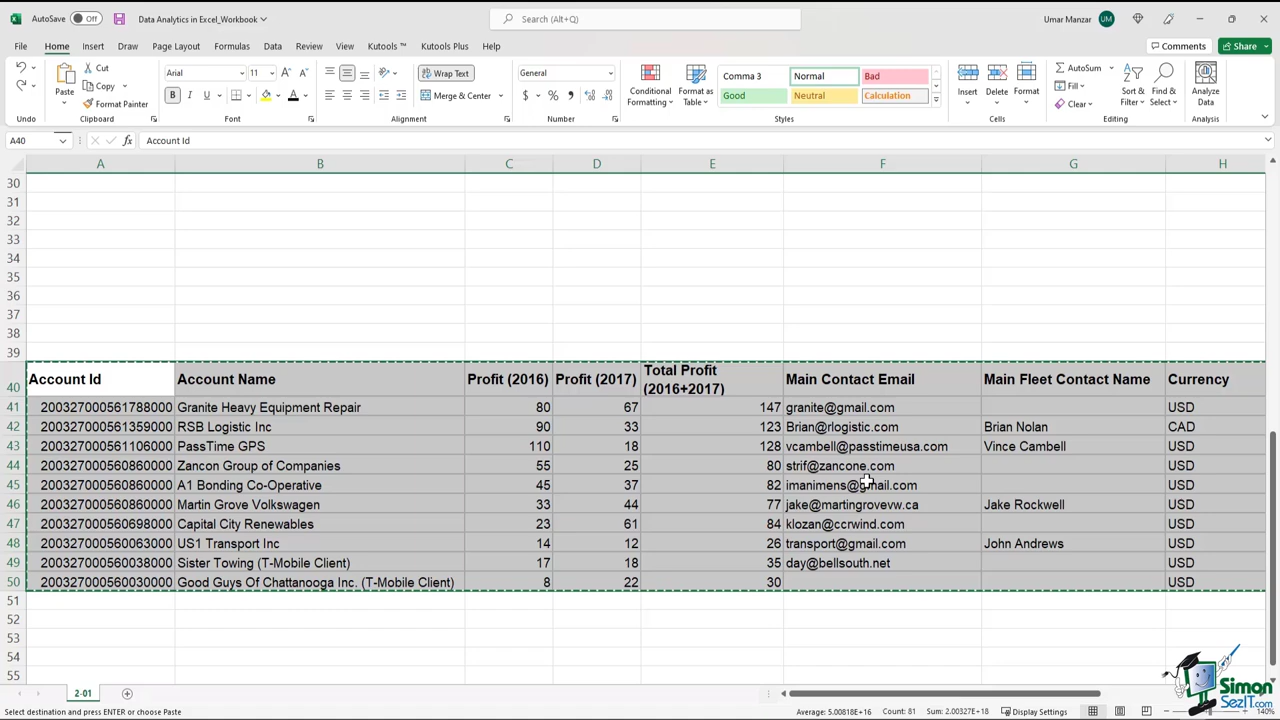 AutoSave Off Data Analytics in Excel_Workbook Search (Alt+Q) Umar Manzar UM
File Home Insert Draw Page Layout Formulas Data Review View Kutools ™ Kutools Plus Help Comments Share
Cut Copy Format Painter Paste
Arial 11 Wrap Text General Comma 3 Normal Bad AutoSum
B I U Merge & Center $ % Good Neutral Calculation Fill Clear
Conditional Formatting Format as Table Insert Delete Format Sort & Filter Find & Select Analyze Data
Undo Clipboard Font Alignment Number Styles Cells Editing Analysis
A40 fx Account Id
A B C D E F G H
30
31
32
33
34
35
36
37
38
39
40 Account Id Account Name Profit (2016) Profit (2017) Total Profit (2016+2017) Main Contact Email Main Fleet Contact Name Currency
41 200327000561788000 Granite Heavy Equipment Repair 80 67 147 granite@gmail.com USD
42 200327000561359000 RSB Logistic Inc 90 33 123 Brian@rlogistic.com Brian Nolan CAD
43 200327000561106000 PassTime GPS 110 18 128 vcambell@passtimeusa.com Vince Cambell USD
44 200327000560860000 Zancon Group of Companies 55 25 80 strif@zancone.com USD
45 200327000560860000 A1 Bonding Co-Operative 45 37 82 imanimens@gmail.com USD
46 200327000560860000 Martin Grove Volkswagen 33 44 77 jake@martingrovevw.ca Jake Rockwell USD
47 200327000560698000 Capital City Renewables 23 61 84 klozan@ccrwind.com USD
48 200327000560063000 US1 Transport Inc 14 12 26 transport@gmail.com John Andrews USD
49 200327000560038000 Sister Towing (T-Mobile Client) 17 18 35 day@bellsouth.net USD
50 200327000560030000 Good Guys Of Chattanooga Inc. (T-Mobile Client) 8 22 30 USD
51
52
53
54
55
2-01
Select destination and press ENTER or choose Paste Average: 5.00818E+16 Count: 81 Sum: 2.00327E+18 Display Settings 140%
Simon SezIT.com